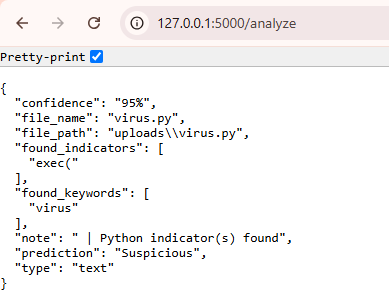 127.0.0.1:5000/analyze
Pretty-print
{
  "confidence": "95%",
  "file_name": "virus.py",
  "file_path": "uploads\\virus.py",
  "found_indicators": [
    "exec("
  ],
  "found_keywords": [
    "virus"
  ],
  "note": " | Python indicator(s) found",
  "prediction": "Suspicious",
  "type": "text"
}